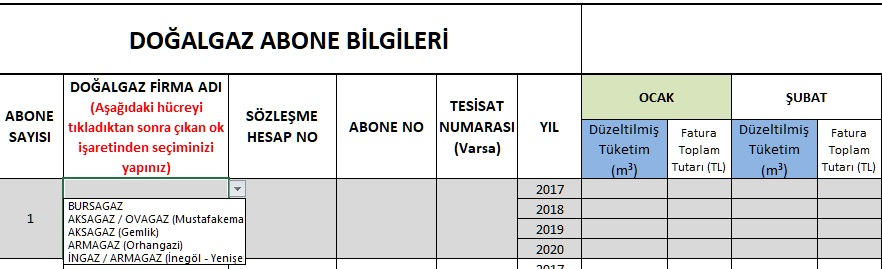 DOĞALGAZ ABONE BİLGİLERİ
ABONE
SAYISI
DOĞALGAZ FİRMA ADI
(Aşağıdaki hücreyi
tıkladıktan sonra çıkan ok
işaretinden seçiminizi
yapınız)
SÖZLEŞME
HESAP NO
ABONE NO
TESİSAT
NUMARASI
(Varsa)
YIL
OCAK
ŞUBAT
Düzeltilmiş
Tüketim
(m³)
Fatura
Toplam
Tutarı (TL)
Düzeltilmiş
Tüketim
(m³)
Fatura
Toplam
Tutarı (TL)
1
BURSAGAZ
AKSAGAZ / OVAGAZ (Mustafakema
AKSAGAZ (Gemlik)
ARMAGAZ (Orhangazi)
İNGAZ / ARMAGAZ (İnegöl - Yenişe
2017
2018
2019
2020
2017